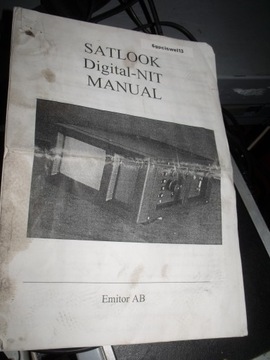 SATLOOK
Digital-NIT
MANUAL
Emitor AB